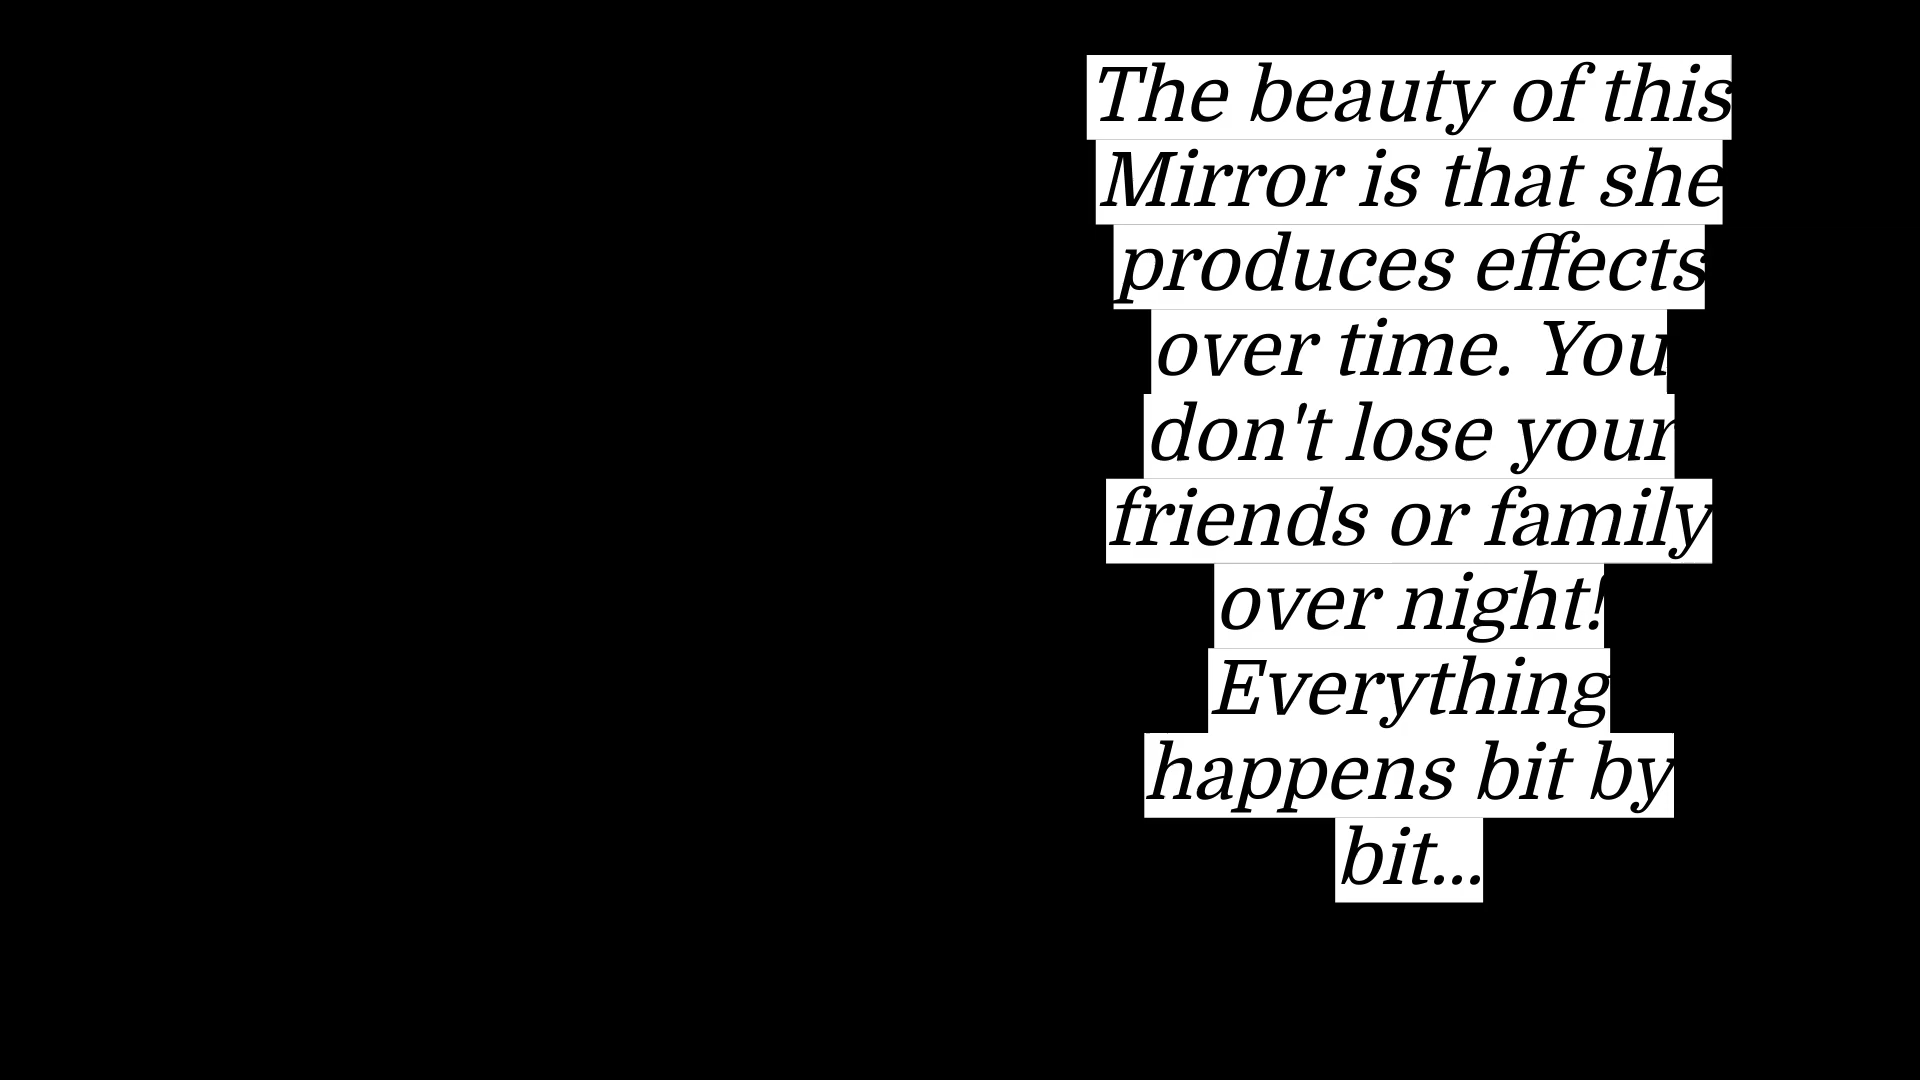 The beauty of this
Mirror is that she
produces effects
over time. You
don't lose your
friends or family
over night!
Everything
happens bit by
bit...